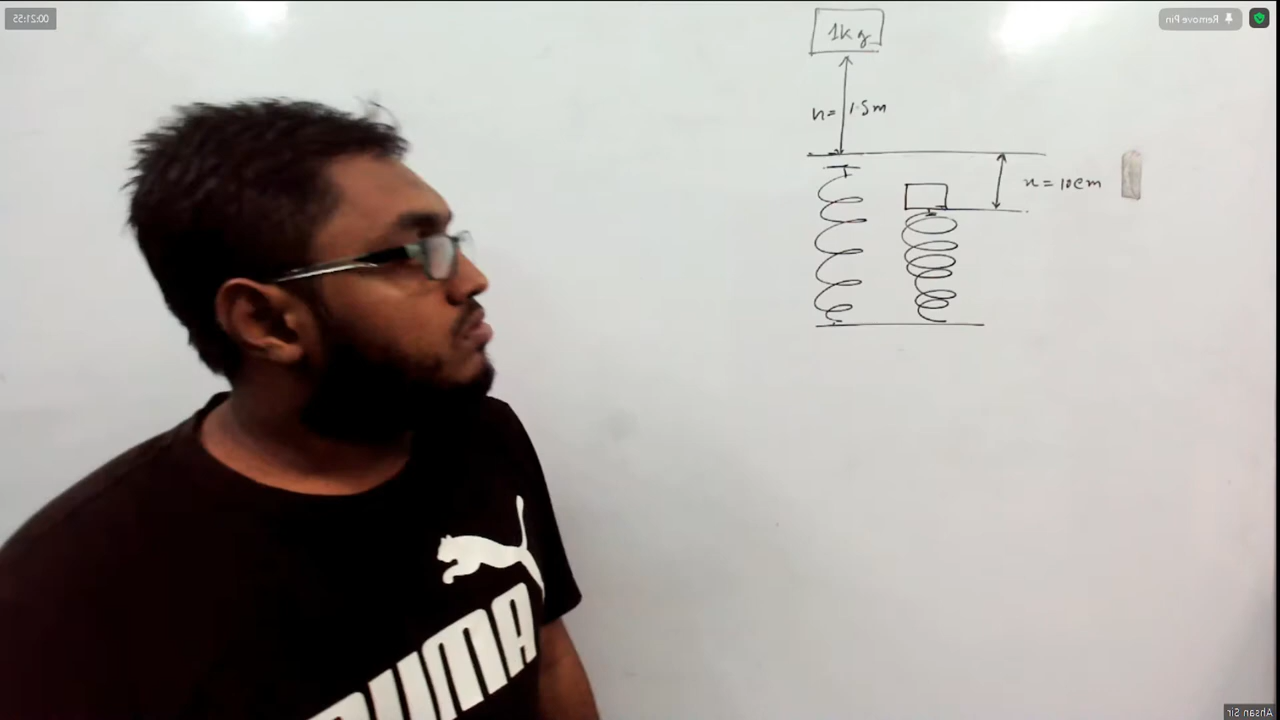 00:21:55
Remove Pin
1kg
h = 1.5m
x = 10cm
PUMA
Ahsan Sir